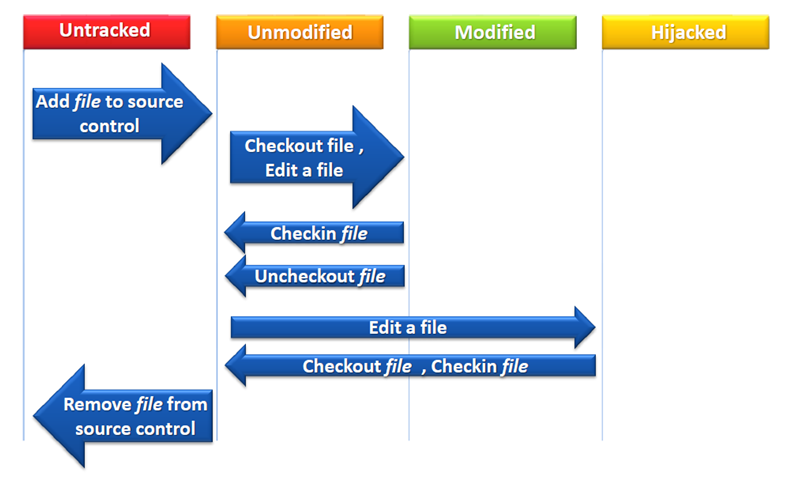 Untracked
Unmodified
Modified
Hijacked
Add file to source
control
Checkout file ,
Edit a file
Checkin file
Uncheckout file
Edit a file
Checkout file , Checkin file
Remove file from
source control